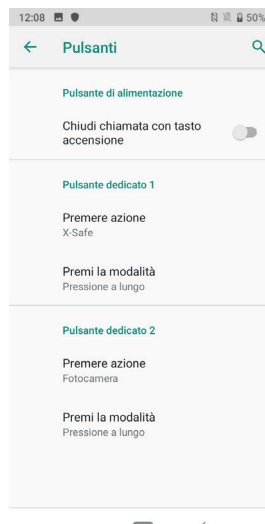 12:08
50%
Pulsanti
Pulsante di alimentazione
Chiudi chiamata con tasto
accensione
Pulsante dedicato 1
Premere azione
X-Safe
Premi la modalità
Pressione a lungo
Pulsante dedicato 2
Premere azione
Fotocamera
Premi la modalità
Pressione a lungo